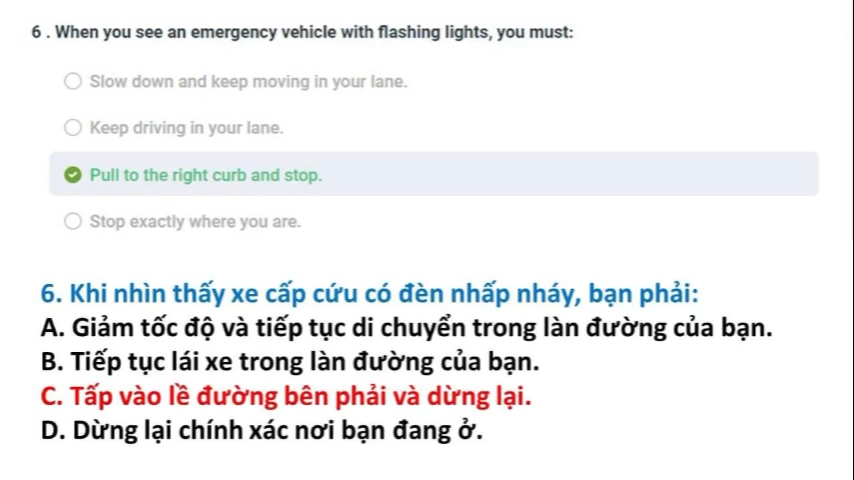 6 . When you see an emergency vehicle with flashing lights, you must:
Slow down and keep moving in your lane.
Keep driving in your lane.
Pull to the right curb and stop.
Stop exactly where you are.
6. Khi nhìn thấy xe cấp cứu có đèn nhấp nháy, bạn phải:
A. Giảm tốc độ và tiếp tục di chuyển trong làn đường của bạn.
B. Tiếp tục lái xe trong làn đường của bạn.
C. Tấp vào lề đường bên phải và dừng lại.
D. Dừng lại chính xác nơi bạn đang ở.